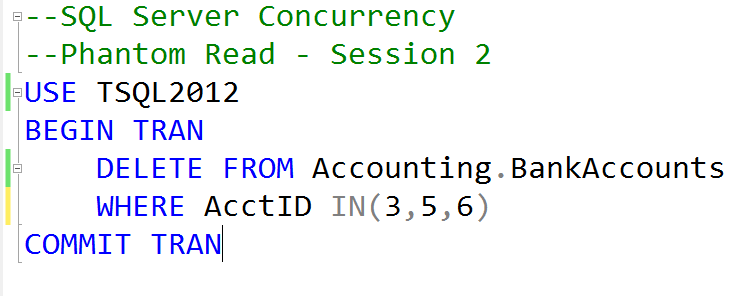 --SQL Server Concurrency
--Phantom Read - Session 2
USE TSQL2012
BEGIN TRAN
    DELETE FROM Accounting.BankAccounts
    WHERE AcctID IN(3,5,6)
COMMIT TRAN